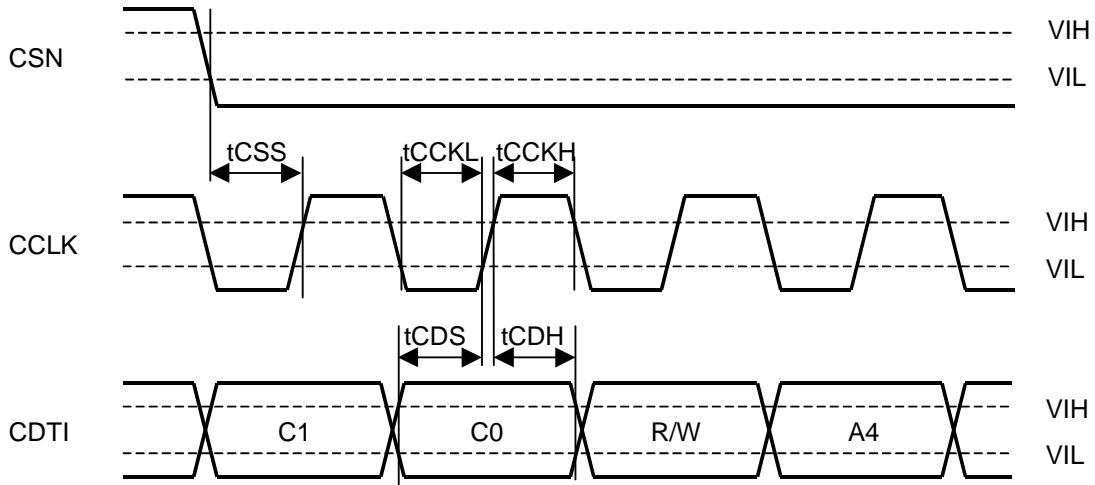 CSN
VIH
VIL
tCSS
tCCKL
tCCKH
CCLK
VIH
VIL
tCDS
tCDH
CDTI
C1
C0
R/W
A4
VIH
VIL